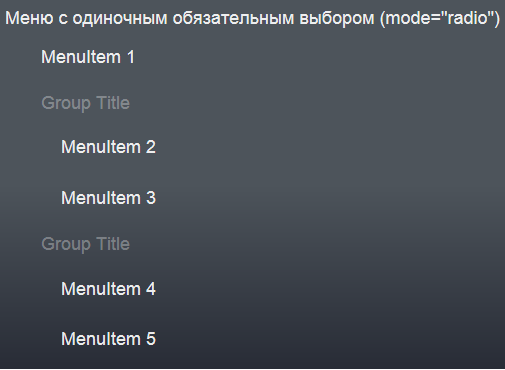 Меню с одиночным обязательным выбором (mode="radio")
MenuItem 1
Group Title
MenuItem 2
MenuItem 3
Group Title
MenuItem 4
MenuItem 5